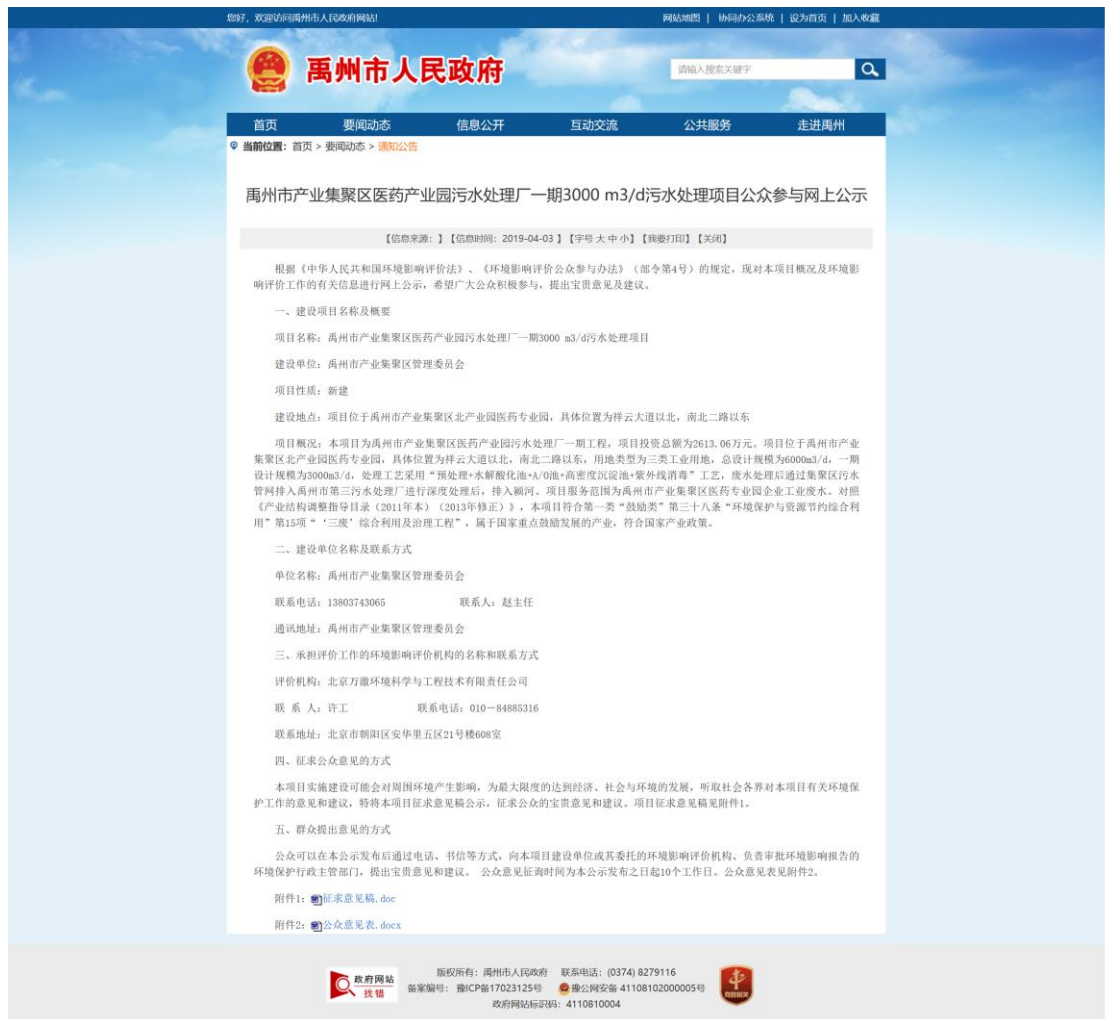 您好，欢迎访问禹州市人民政府网站!
网站地图 | 协同办公系统 | 设为首页 | 加入收藏
禹州市人民政府
请输入搜索关键字
首页 要闻动态 信息公开 互动交流 公共服务 走进禹州
当前位置：首页 > 要闻动态 > 通知公告
禹州市产业集聚区医药产业园污水处理厂一期3000 m3/d污水处理项目公众参与网上公示
【信息来源：】【信息时间：2019-04-03 】【字号 大 中 小】【我要打印】【关闭】
根据《中华人民共和国环境影响评价法》、《环境影响评价公众参与办法》（部令第4号）的规定，现对本项目概况及环境影
响评价工作的有关信息进行网上公示，希望广大公众积极参与，提出宝贵意见及建议。
一、建设项目名称及概要
项目名称：禹州市产业集聚区医药产业园污水处理厂一期3000 m3/d污水处理项目
建设单位：禹州市产业集聚区管理委员会
项目性质：新建
建设地点：项目位于禹州市产业集聚区北产业园医药专业园，具体位置为祥云大道以北，南北二路以东
项目概况：本项目为禹州市产业集聚区医药产业园污水处理厂一期工程，项目投资总额为2613.06万元。项目位于禹州市产业
集聚区北产业园医药专业园，具体位置为祥云大道以北，南北二路以东，用地类型为三类工业用地，总设计规模为6000m3/d，一期
设计规模为3000m3/d，处理工艺采用“预处理+水解酸化池+A/O池+高密度沉淀池+紫外线消毒”工艺，废水处理后通过集聚区污水
管网排入禹州市第三污水处理厂进行深度处理后，排入颍河。项目服务范围为禹州市产业集聚区医药专业园企业工业废水。对照
《产业结构调整指导目录（2011年本）（2013年修正）》，本项目符合第一类“鼓励类”第三十八条“环境保护与资源节约综合利
用”第15项“‘三废’综合利用及治理工程”，属于国家重点鼓励发展的产业，符合国家产业政策。
二、建设单位名称及联系方式
单位名称：禹州市产业集聚区管理委员会
联系电话：13803743065 联系人：赵主任
通讯地址：禹州市产业集聚区管理委员会
三、承担评价工作的环境影响评价机构的名称和联系方式
评价机构：北京万澈环境科学与工程技术有限责任公司
联 系 人：许工 联系电话：010－84885316
联系地址：北京市朝阳区安华里五区21号楼608室
四、征求公众意见的方式
本项目实施建设可能会对周围环境产生影响，为最大限度的达到经济、社会与环境的发展，听取社会各界对本项目有关环境保
护工作的意见和建议，特将本项目征求意见稿公示，征求公众的宝贵意见和建议。项目征求意见稿见附件1。
五、群众提出意见的方式
公众可以在本公示发布后通过电话、书信等方式，向本项目建设单位或其委托的环境影响评价机构、负责审批环境影响报告的
环境保护行政主管部门，提出宝贵意见和建议。 公众意见征询时间为本公示发布之日起10个工作日。公众意见表见附件2。
附件1：征求意见稿.doc
附件2：公众意见表.docx
政府网站
找错
版权所有：禹州市人民政府 联系电话：(0374) 8279116
备案编号：豫ICP备17023125号 豫公网安备 41108102000005号
政府网站标识码：4110810004
党政机关